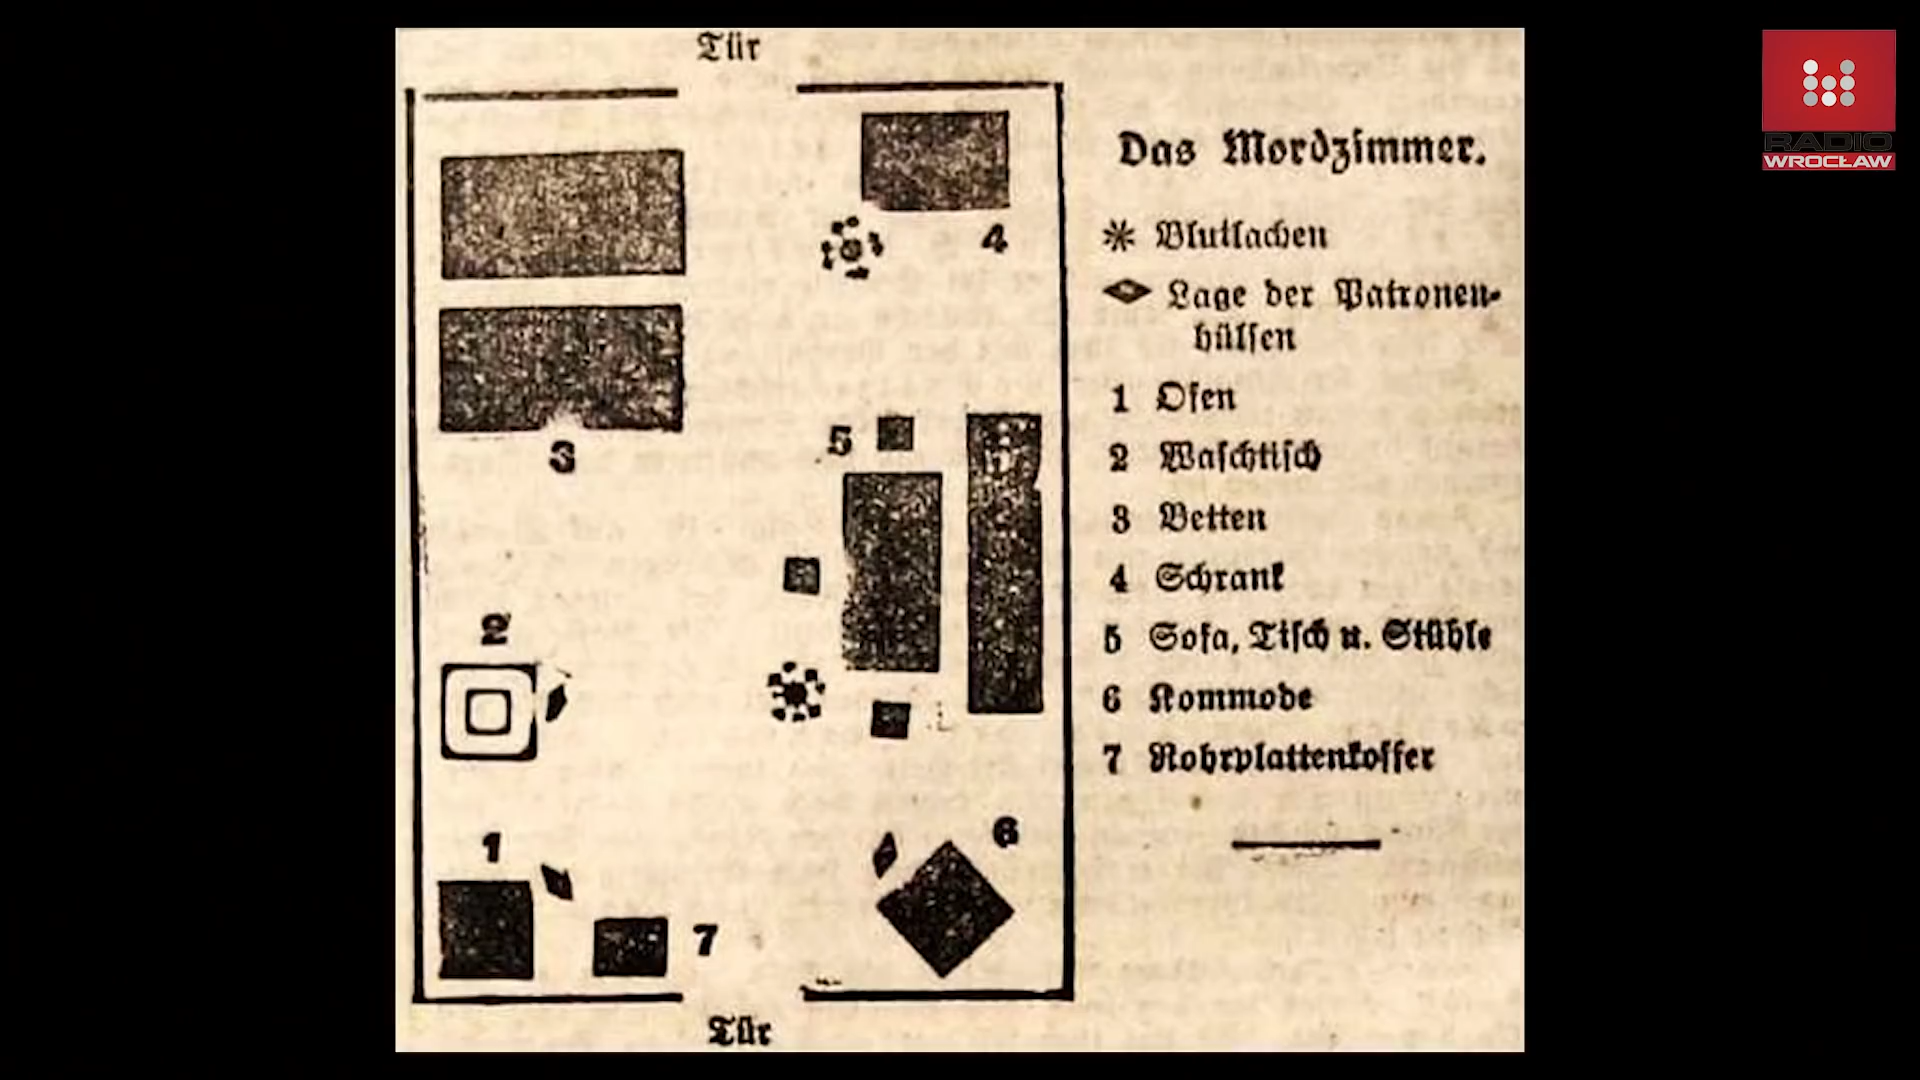 Tür
Das Mordzimmer.
Blutlachen
Lage der Patronen-
hülsen
1 Ofen
2 Waschtisch
3 Betten
4 Schrank
5 Sofa, Tisch u. Stühle
6 Kommode
7 Rohrplattenkoffer
4
3
5
2
1
6
7
Tür
RADIO
WROCŁAW